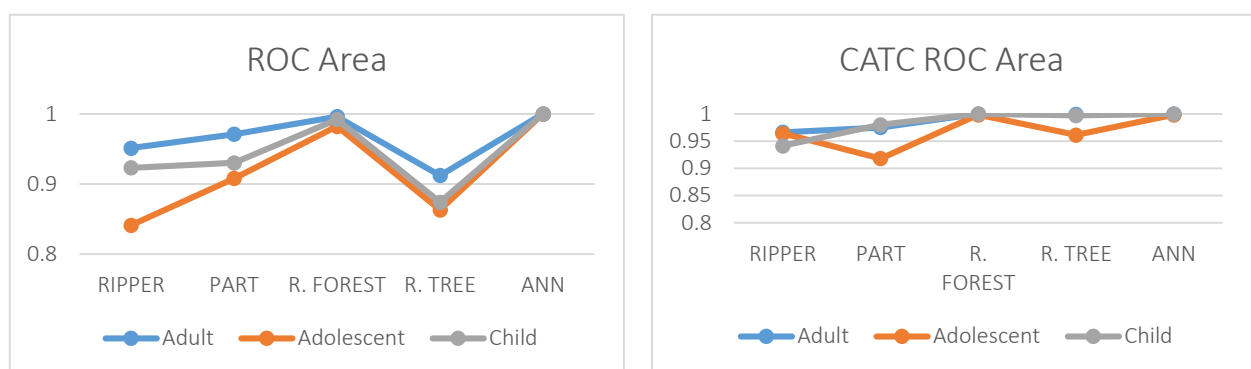 ROC Area
1
0.9
0.8
RIPPER PART R. FOREST R. TREE ANN
Adult Adolescent Child
CATC ROC Area
1
0.95
0.9
0.85
0.8
RIPPER PART R. FOREST R. TREE ANN
Adult Adolescent Child